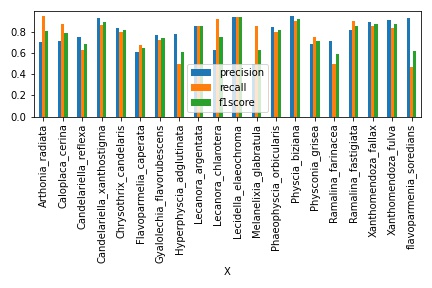 0.8
0.6
0.4
0.2
0.0
precision
recall
f1score
Arthonia_radiata
Caloplaca_cerina
Candelariella_reflexa
Candelariella_xanthostigma
Chrysothrix_candelaris
Flavoparmelia_caperata
Gyalolechia_flavorubescens
Hyperphyscia_adglutinata
Lecanora_argentata
Lecanora_chlarotera
Lecidella_elaeochroma
Melanelixia_glabratula
Phaeophyscia_orbicularis
Physcia_biziana
Physconia_grisea
Ramalina_farinacea
Ramalina_fastigiata
Xanthomendoza_fallax
Xanthomendoza_fulva
flavoparmenia_soredians
X